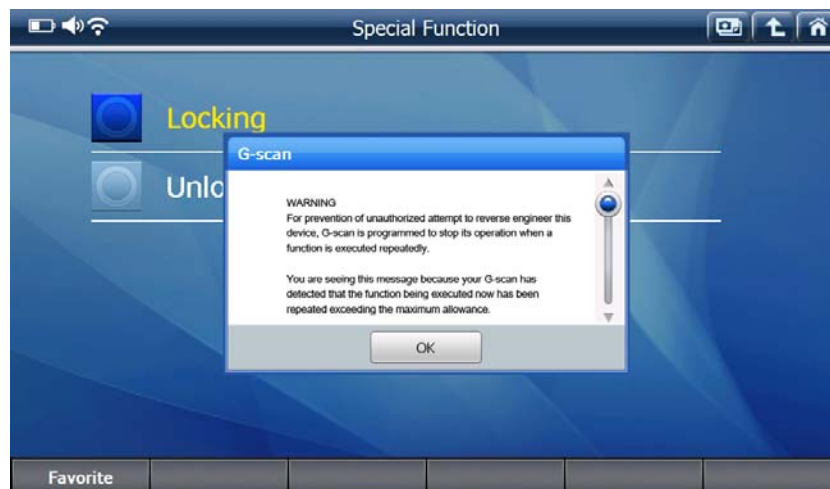 Special Function
Locking
G-scan
WARNING
For prevention of unauthorized attempt to reverse engineer this
device, G-scan is programmed to stop its operation when a
function is executed repeatedly.
You are seeing this message because your G-scan has
detected that the function being executed now has been
repeated exceeding the maximum allowance.
Unlo
OK
Favorite